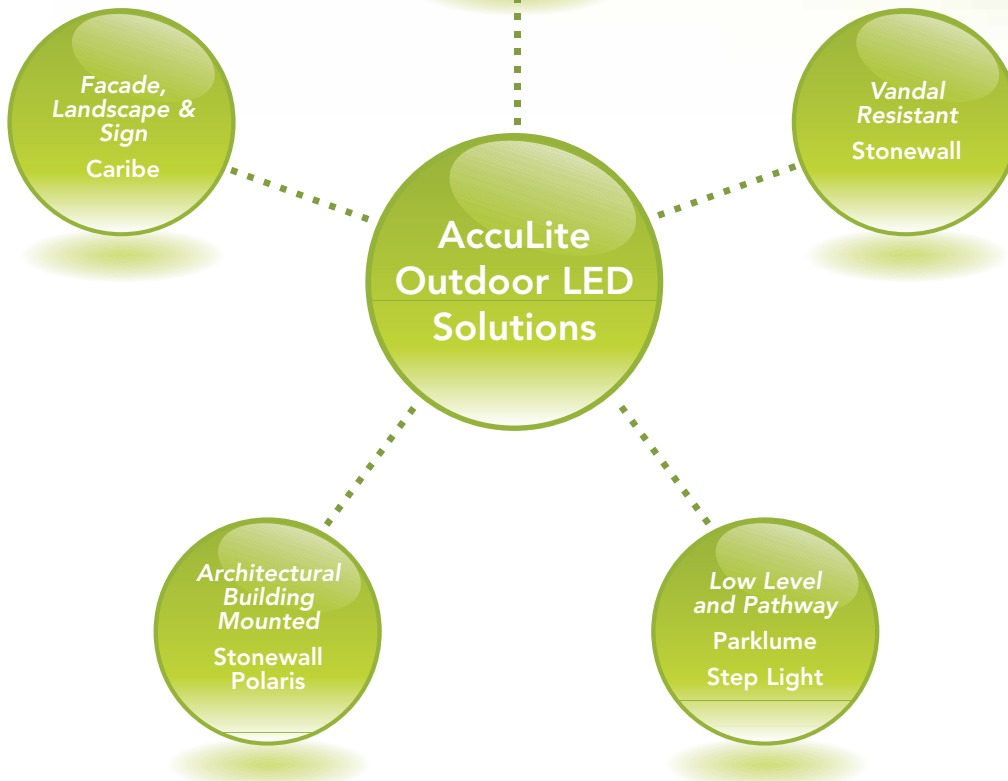 Facade,
Landscape &
Sign
Caribe
Vandal
Resistant
Stonewall
AccuLite
Outdoor LED
Solutions
Architectural
Building
Mounted
Stonewall
Polaris
Low Level
and Pathway
Parklume
Step Light